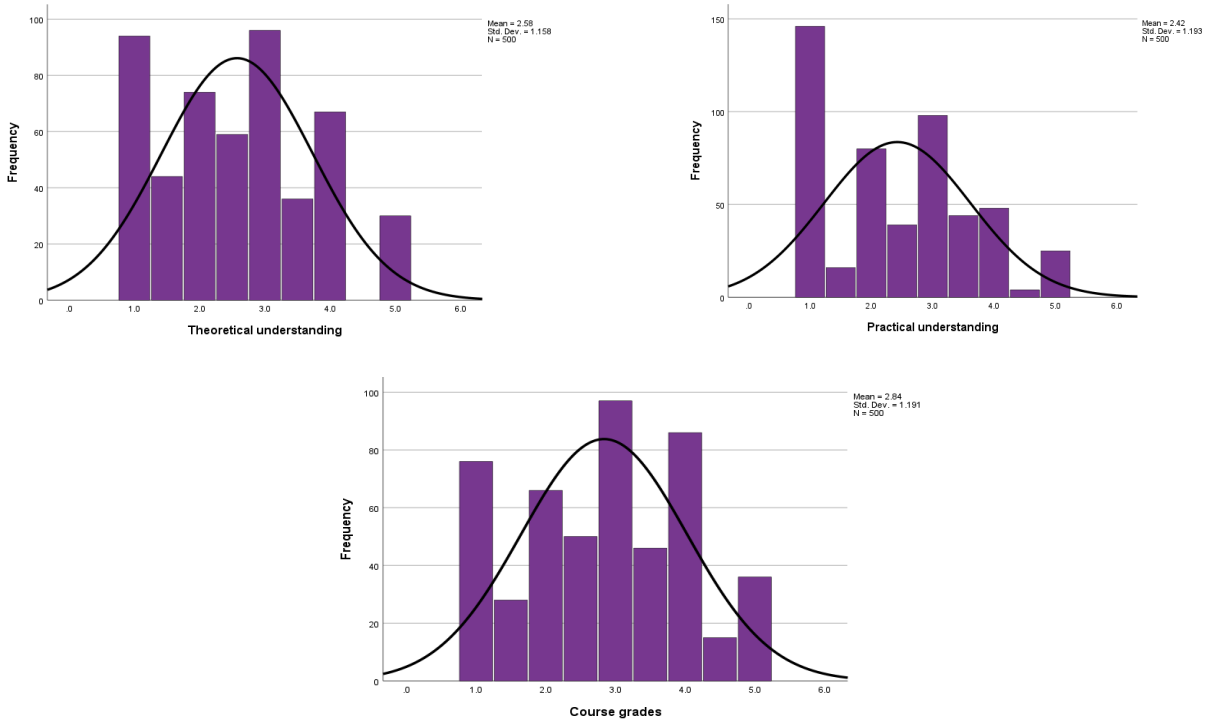 Mean = 2.58
Std. Dev. = 1.158
N = 500
100
80
60
40
20
0
Frequency
.0 1.0 2.0 3.0 4.0 5.0 6.0
Theoretical understanding
Mean = 2.42
Std. Dev. = 1.193
N = 500
150
100
50
0
Frequency
.0 1.0 2.0 3.0 4.0 5.0 6.0
Practical understanding
Mean = 2.84
Std. Dev. = 1.191
N = 500
100
80
60
40
20
0
Frequency
.0 1.0 2.0 3.0 4.0 5.0 6.0
Course grades